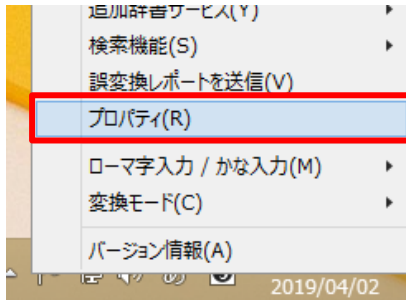 追加辞書サービス(Y)
検索機能(S)
誤変換レポートを送信(V)
プロパティ(R)
ローマ字入力 / かな入力(M)
変換モード(C)
バージョン情報(A)
2019/04/02